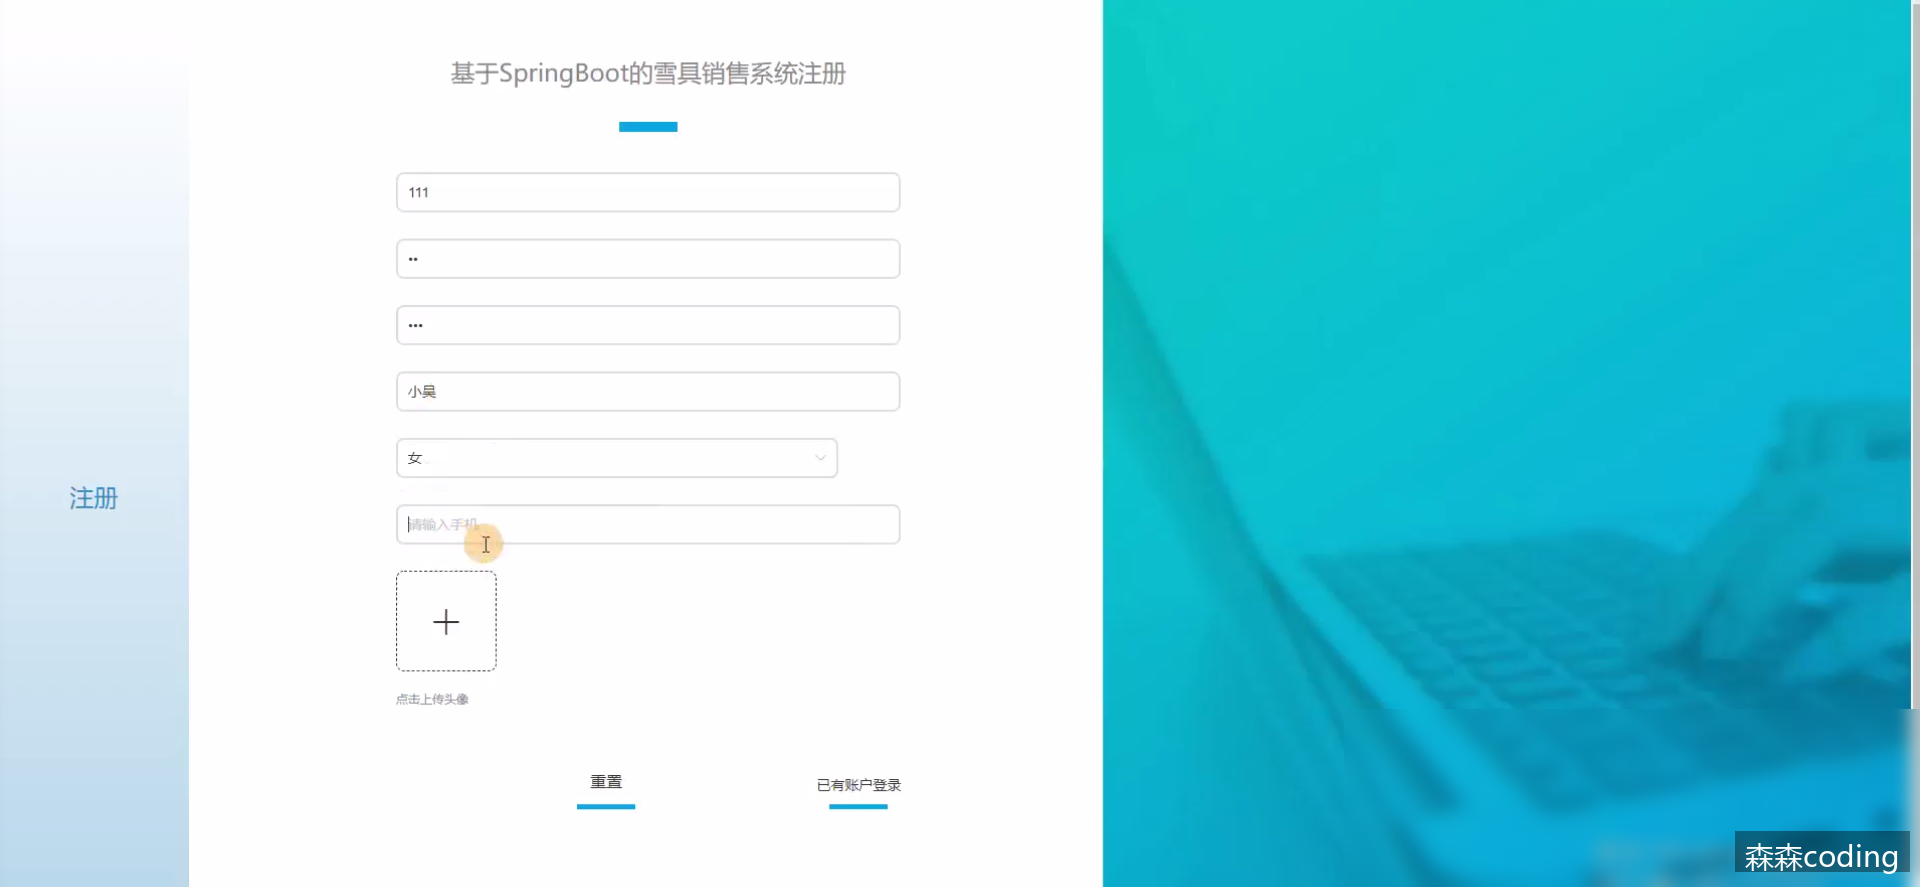 基于SpringBoot的雪具销售系统注册
111
••
•••
小昊
女
注册
请输入手机
点击上传头像
重置
已有账户登录
森森coding